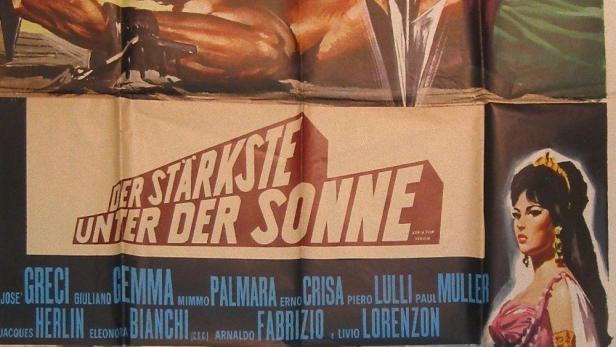 DER STÄRKSTE
UNTER DER SONNE
JOSE' GRECI GIULIANO GEMMA MIMMO PALMARA ERNO CRISA PIERO LULLI PAUL MULLER
JACQUES HERLIN ELEONORA BIANCHI (C.S.C) ARNALDO FABRIZIO E LIVIO LORENZON